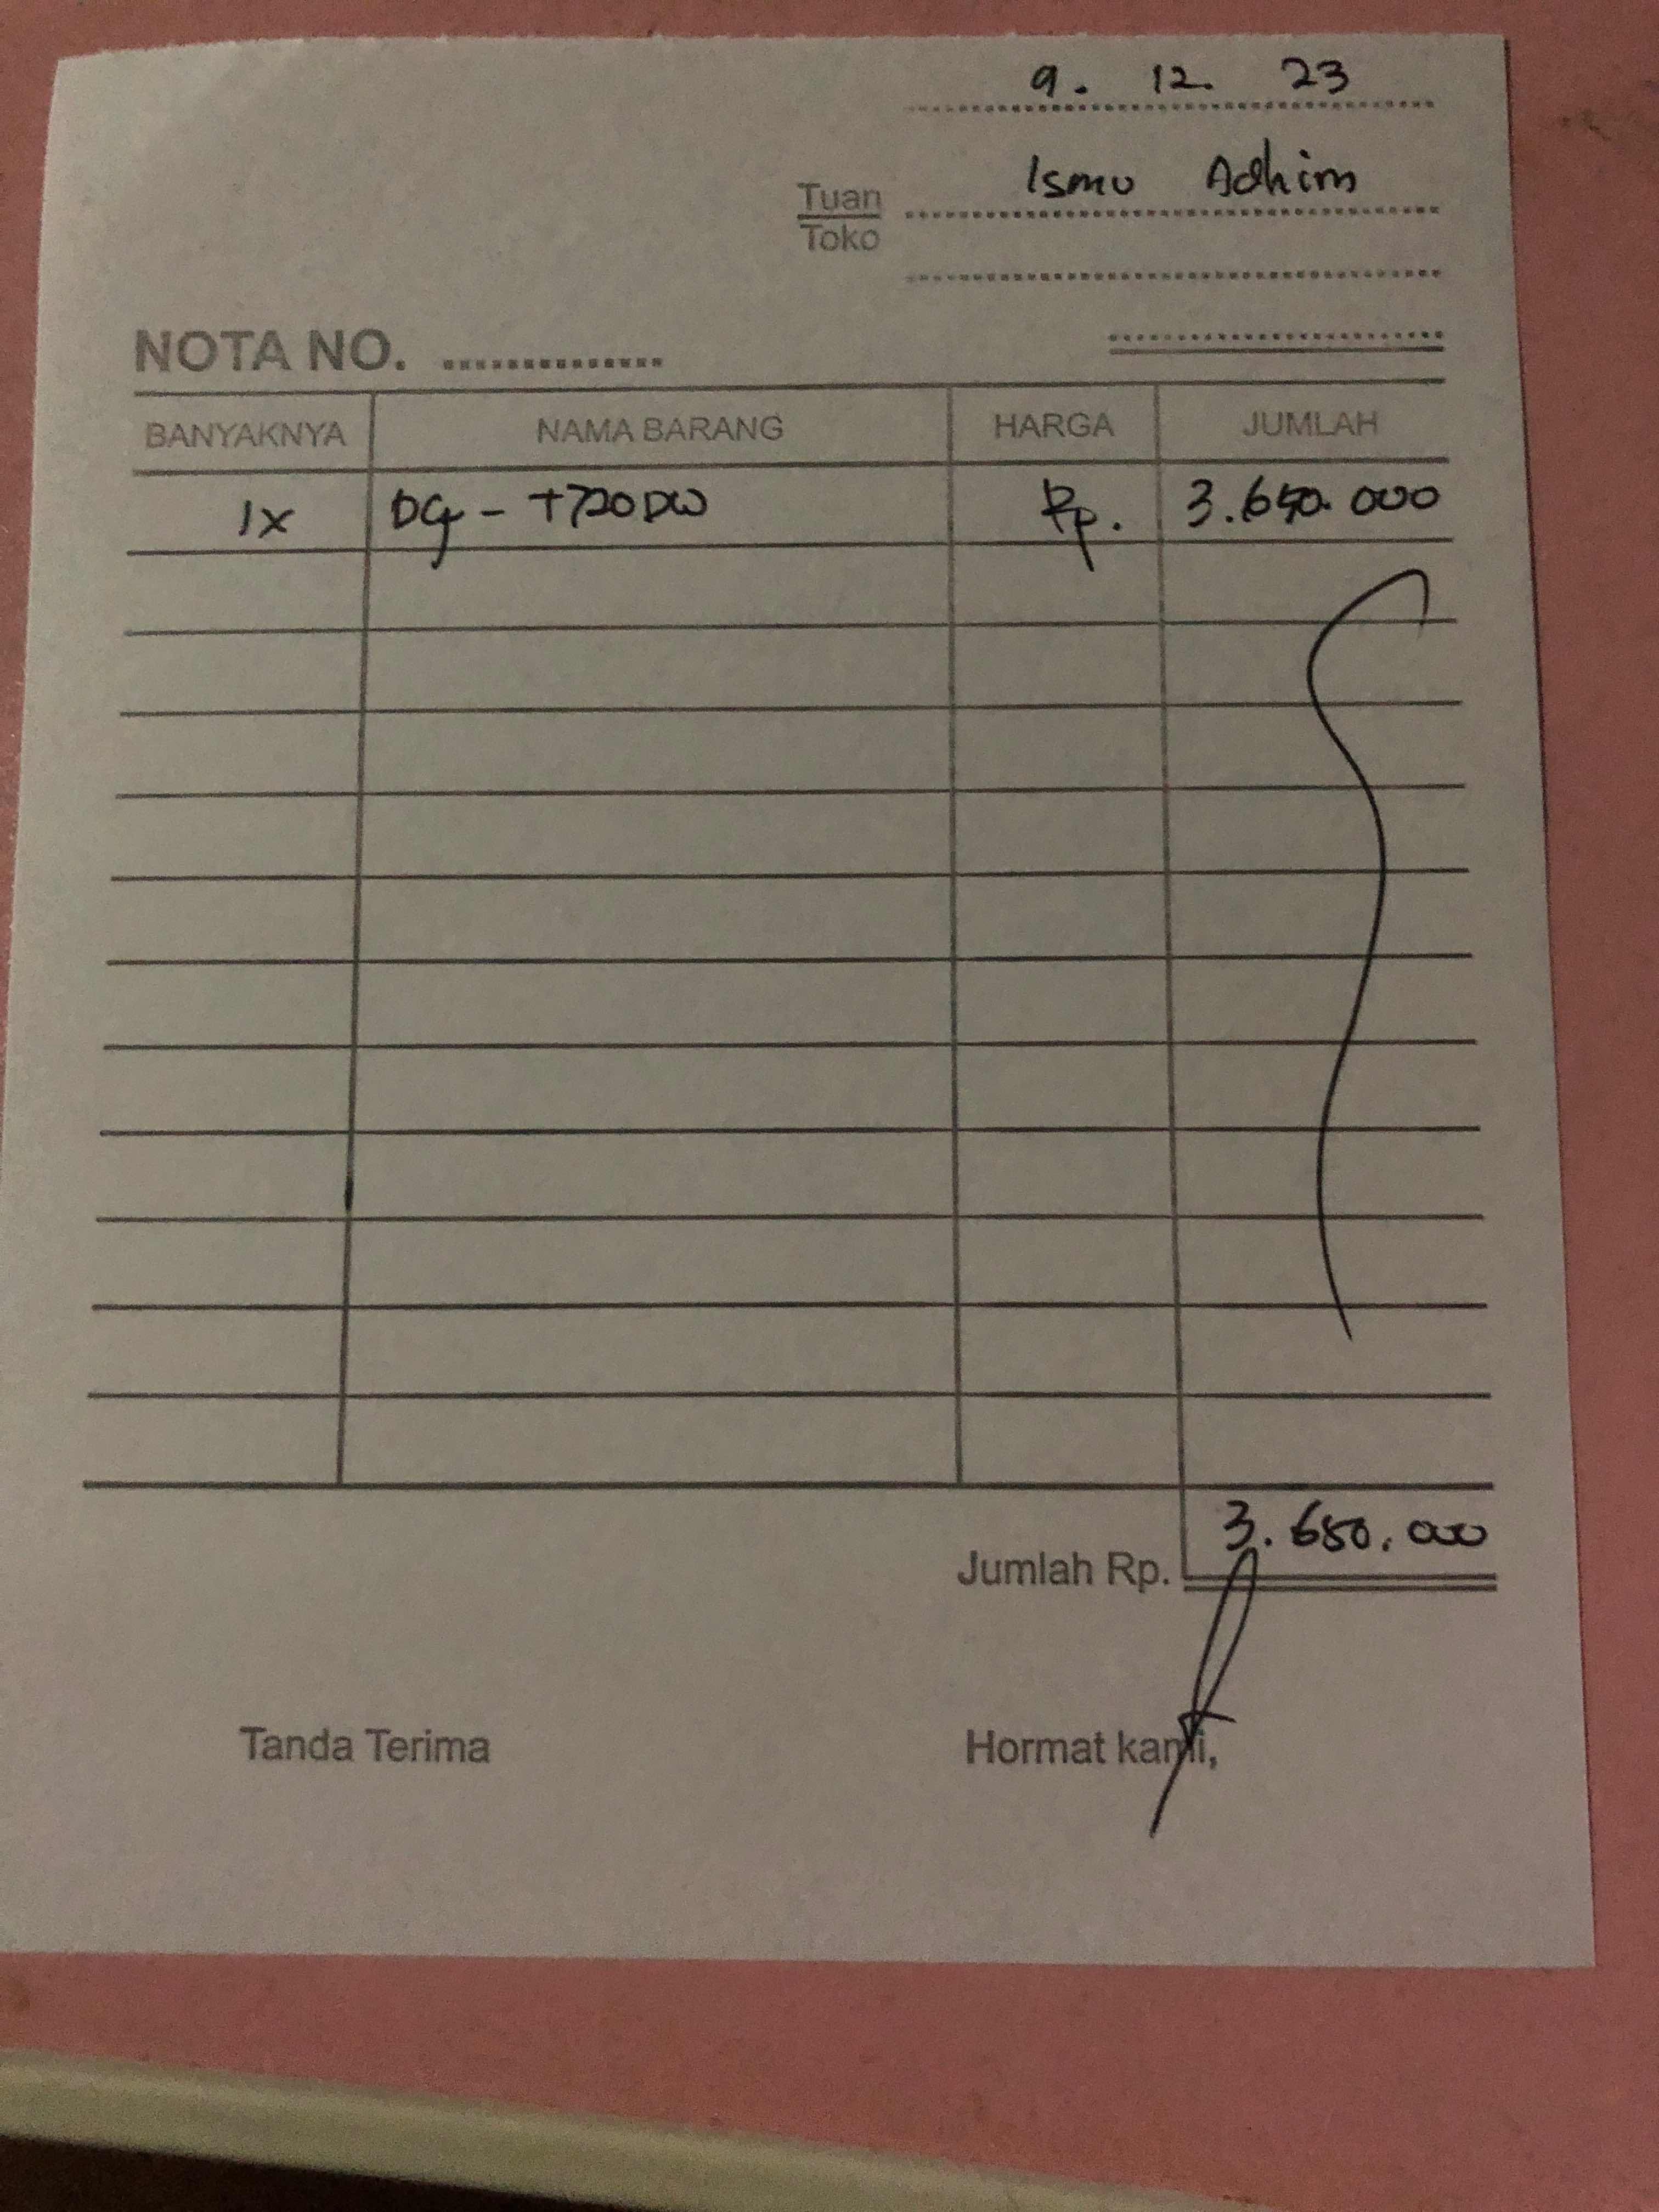 9. 12. 23
Tuan Ismu Adhim
Toko
NOTA NO. ...............
BANYAKNYA NAMA BARANG HARGA JUMLAH
1x DG - T720DW Rp. 3.650.000
Jumlah Rp. 3.650.000
Tanda Terima Hormat kami,